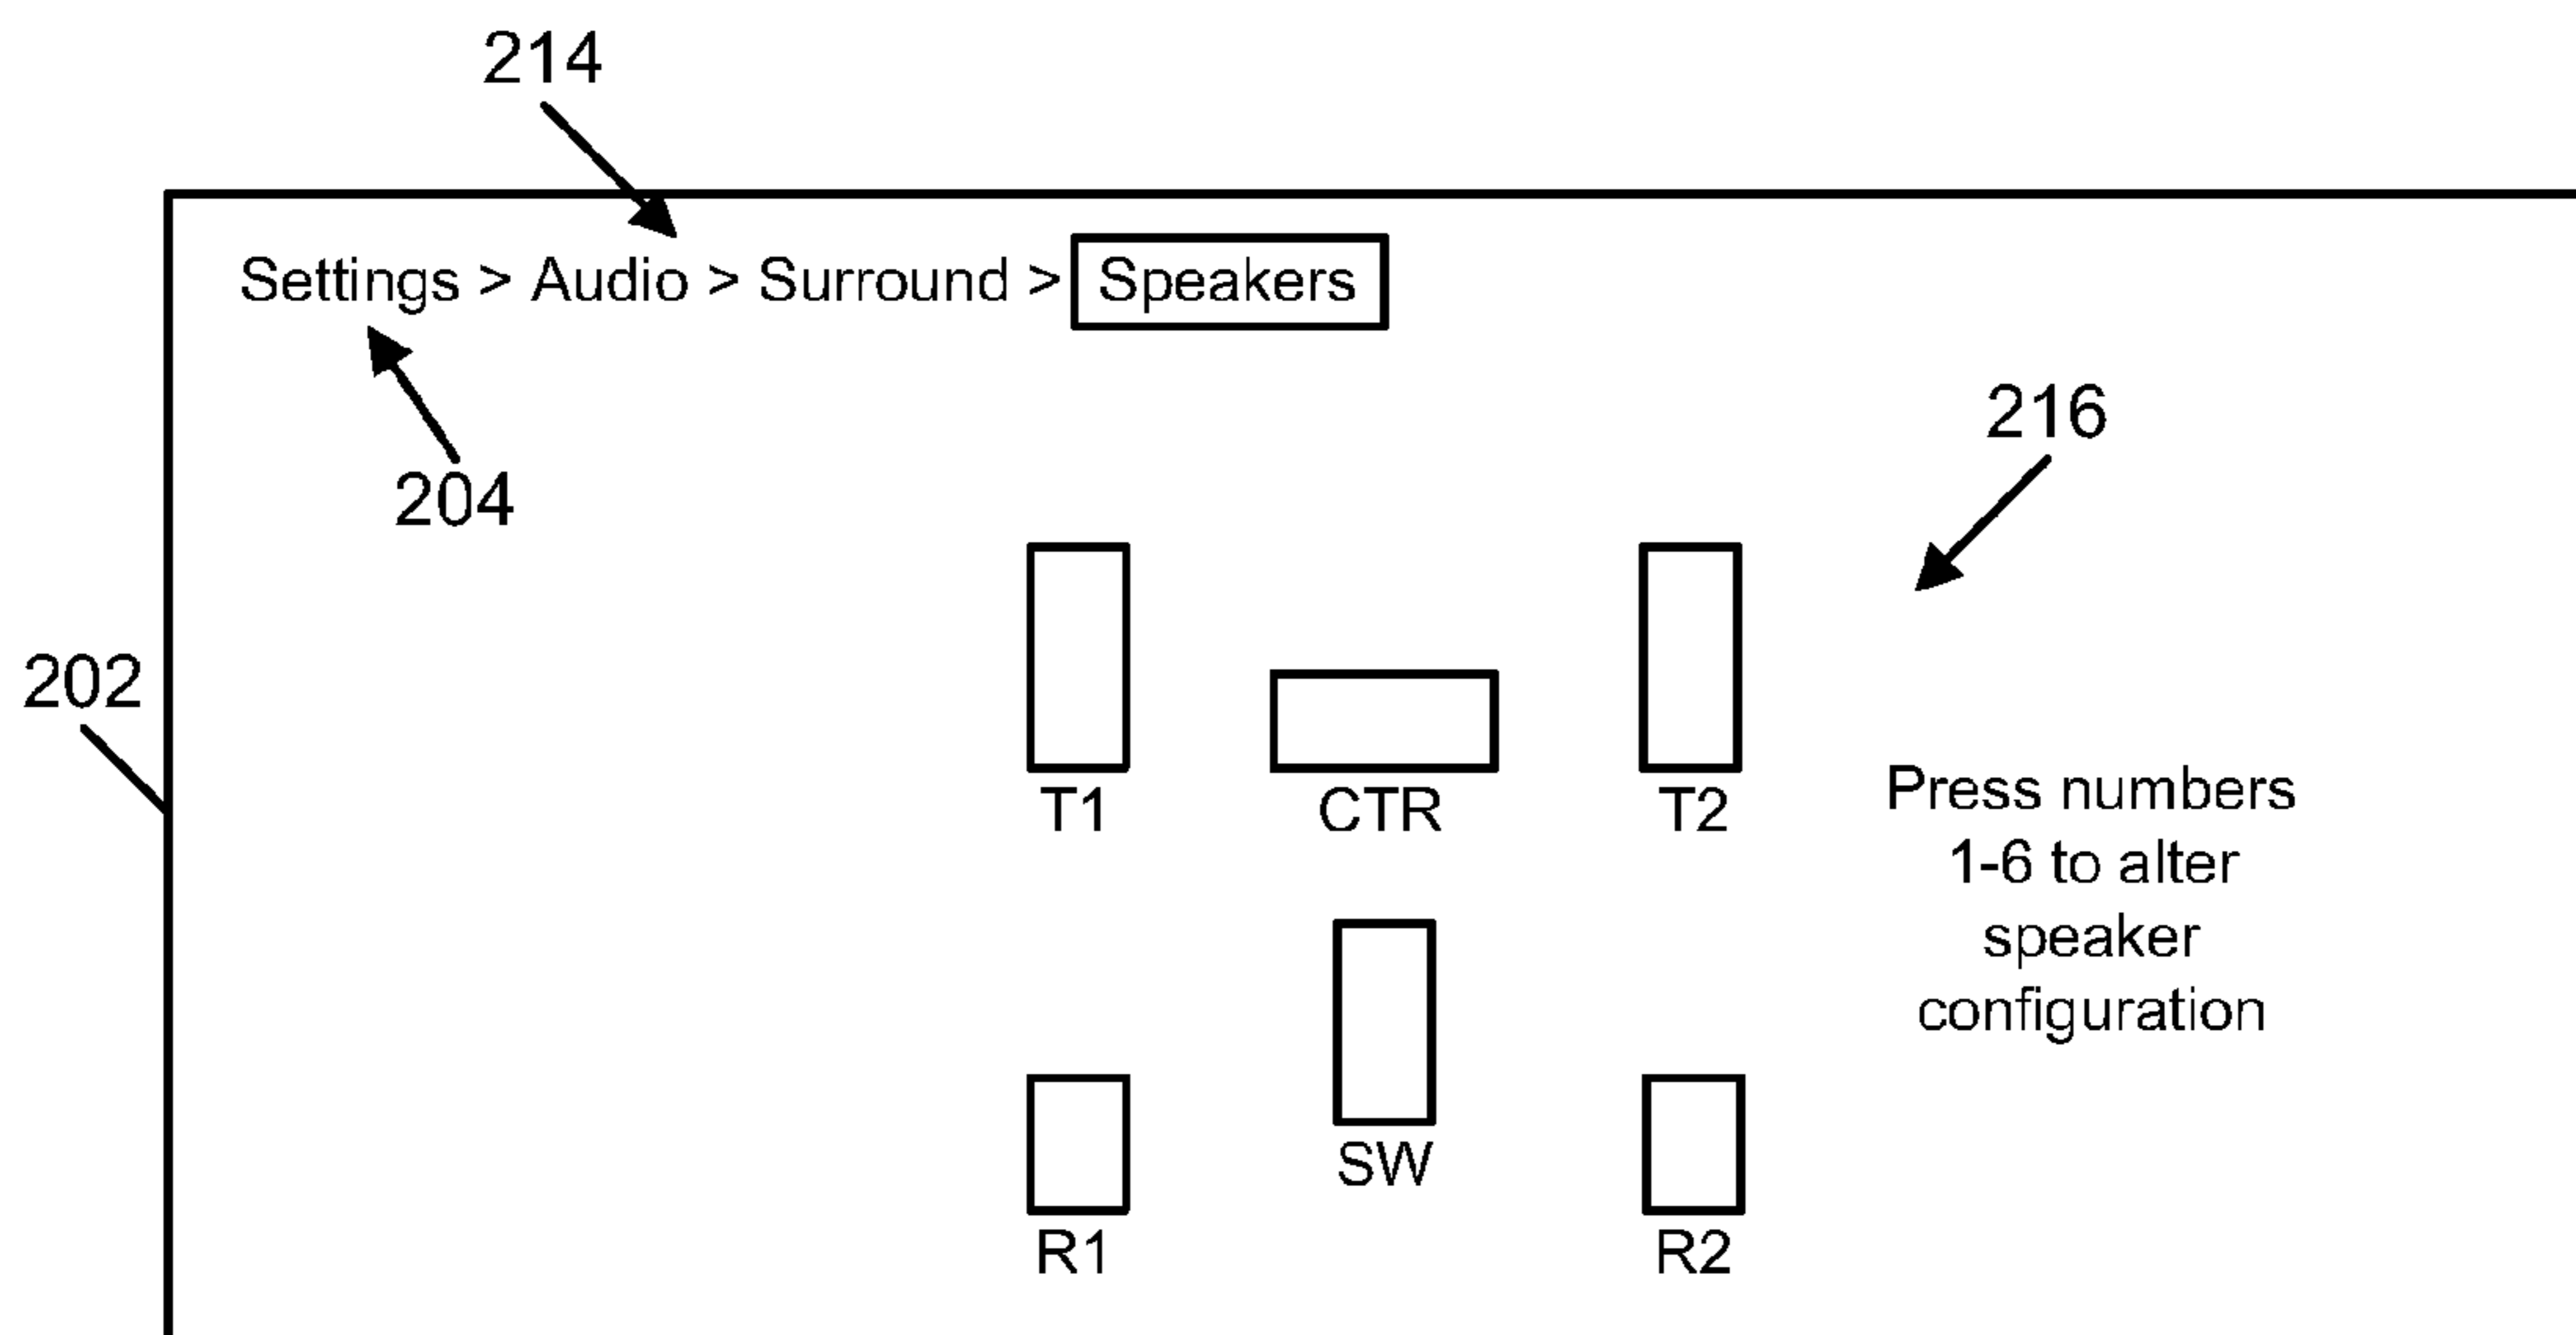 214
Settings > Audio > Surround > Speakers
204
216
202
T1
CTR
T2
Press numbers
1-6 to alter
speaker
configuration
SW
R1
R2